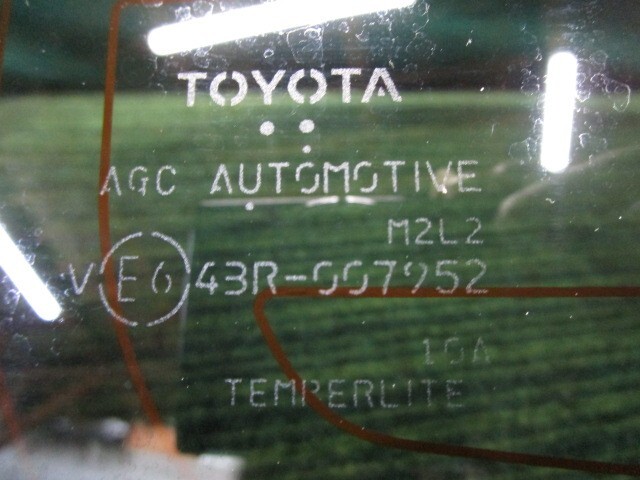 TOYOTA
AGC AUTOMOTIVE
M2L2
V E6 43R-007952
TEMPERLITE